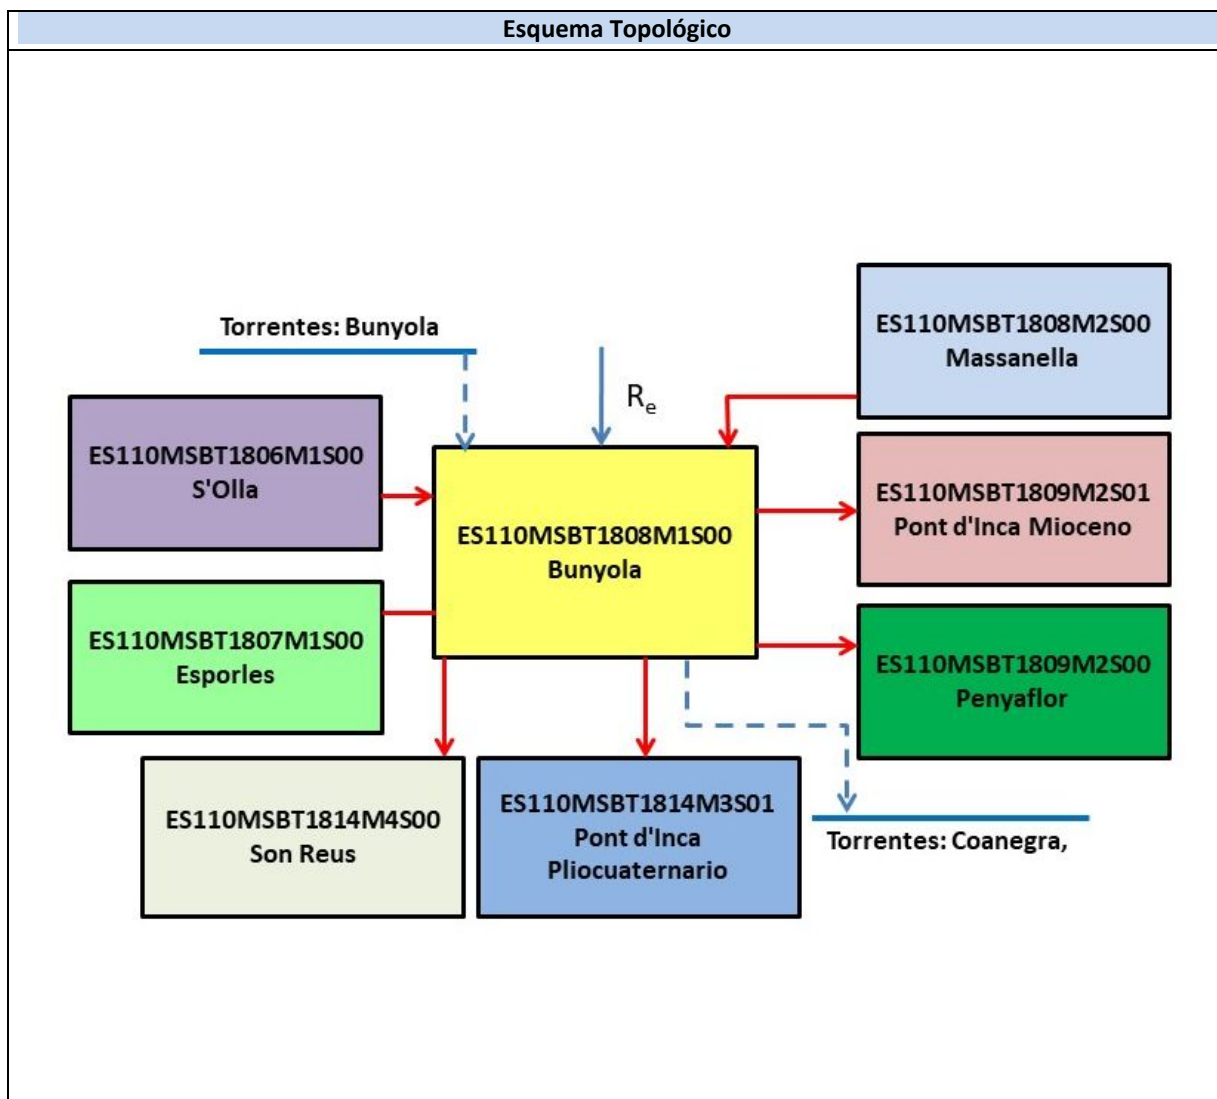 Esquema Topológico
Torrentes: Bunyola
Re
ES110MSBT1808M2S00
Massanella
ES110MSBT1806M1S00
S'Olla
ES110MSBT1808M1S00
Bunyola
ES110MSBT1809M2S01
Pont d'Inca Mioceno
ES110MSBT1807M1S00
Esporles
ES110MSBT1809M2S00
Penyaflor
ES110MSBT1814M4S00
Son Reus
ES110MSBT1814M3S01
Pont d'Inca
Pliocuaternario
Torrentes: Coanegra,